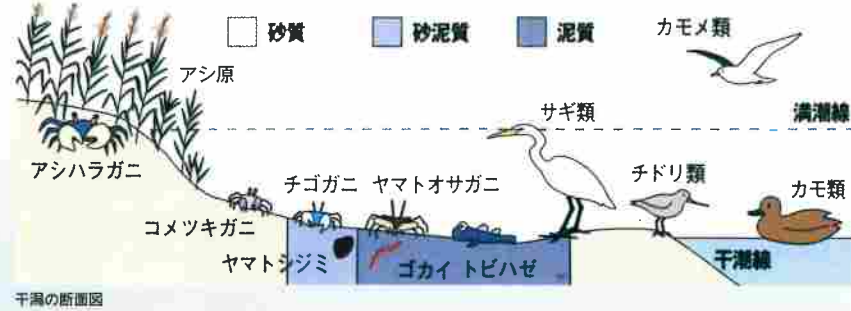 砂質
砂泥質
泥質
カモメ類
アシ原
サギ類
満潮線
アシハラガニ
チゴガニ
ヤマトオサガニ
チドリ類
カモ類
コメツキガニ
ヤマトシジミ
ゴカイ
トビハゼ
干潮線
干潟の断面図